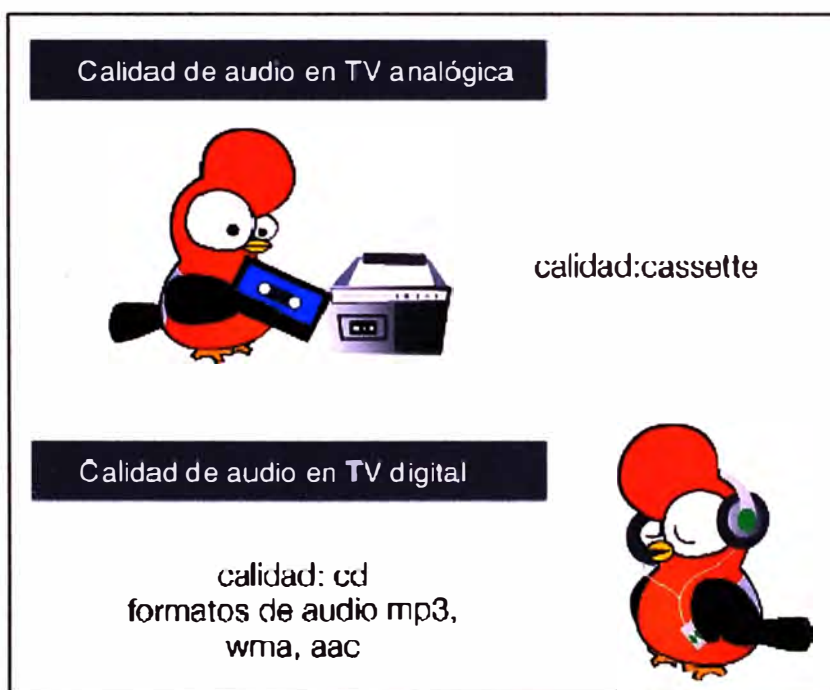 Calidad de audio en TV analógica
calidad:cassette
Calidad de audio en TV digital
calidad: cd
formatos de audio mp3,
wma, aac